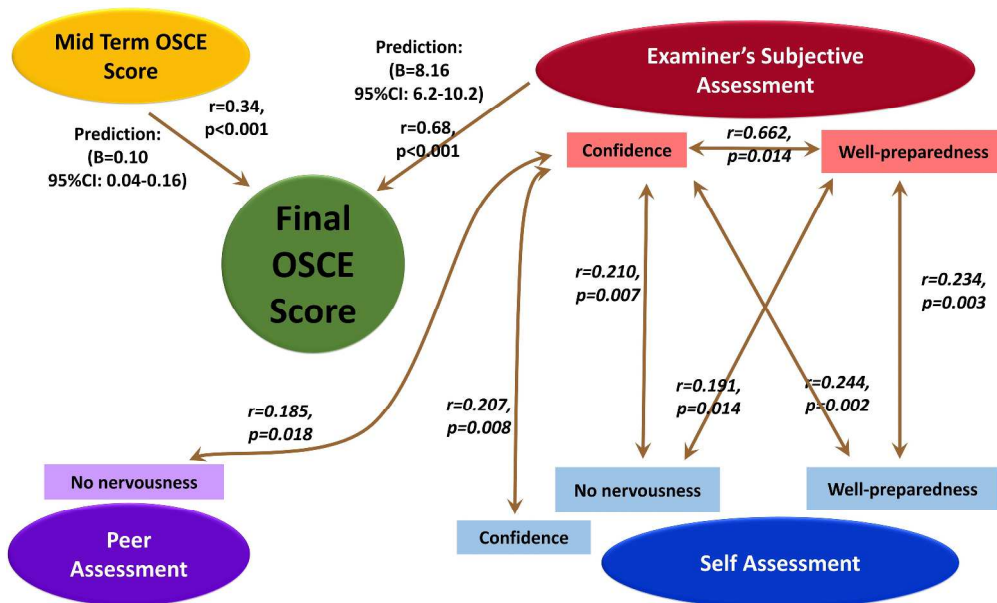 Mid Term OSCE
Score
r=0.34,
p<0.001
Prediction:
(B=0.10
95%CI: 0.04-0.16)
Prediction:
(B=8.16
95%CI: 6.2-10.2)
r=0.68,
p<0.001
Examiner's Subjective
Assessment
Final
OSCE
Score
Confidence
r=0.662,
p=0.014
Well-preparedness
r=0.210,
p=0.007
r=0.234,
p=0.003
r=0.191,
p=0.014
r=0.244,
p=0.002
r=0.185,
p=0.018
r=0.207,
p=0.008
No nervousness
Peer
Assessment
Confidence
No nervousness
Well-preparedness
Self Assessment